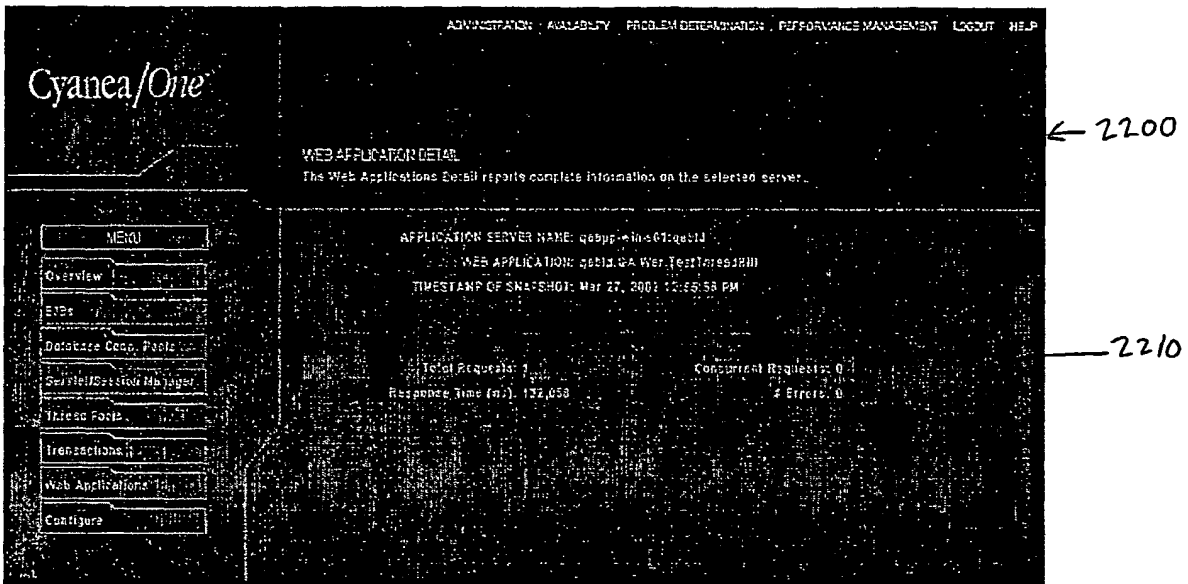 ADMINISTRATION AVAILABILITY PROBLEM DETERMINATION PERFORMANCE MANAGEMENT LOGOUT HELP
Cyanea/One
2200
WEB APPLICATION DETAIL
The Web Applications Detail reports complete information on the selected server..
MENU
APPLICATION SERVER NAME:
Overview
WEB APPLICATION:
TIMESTAMP OF SNAPSHOT: Mar 27,
EJBs
Database Conn. Pools
2210
Total Requests: 1
Concurrent Requests: 0
Servlet/Session Manager
Response Time (ms): 132,058
# Errors: 0
Thread Pools
Transactions
Web Applications
Configure